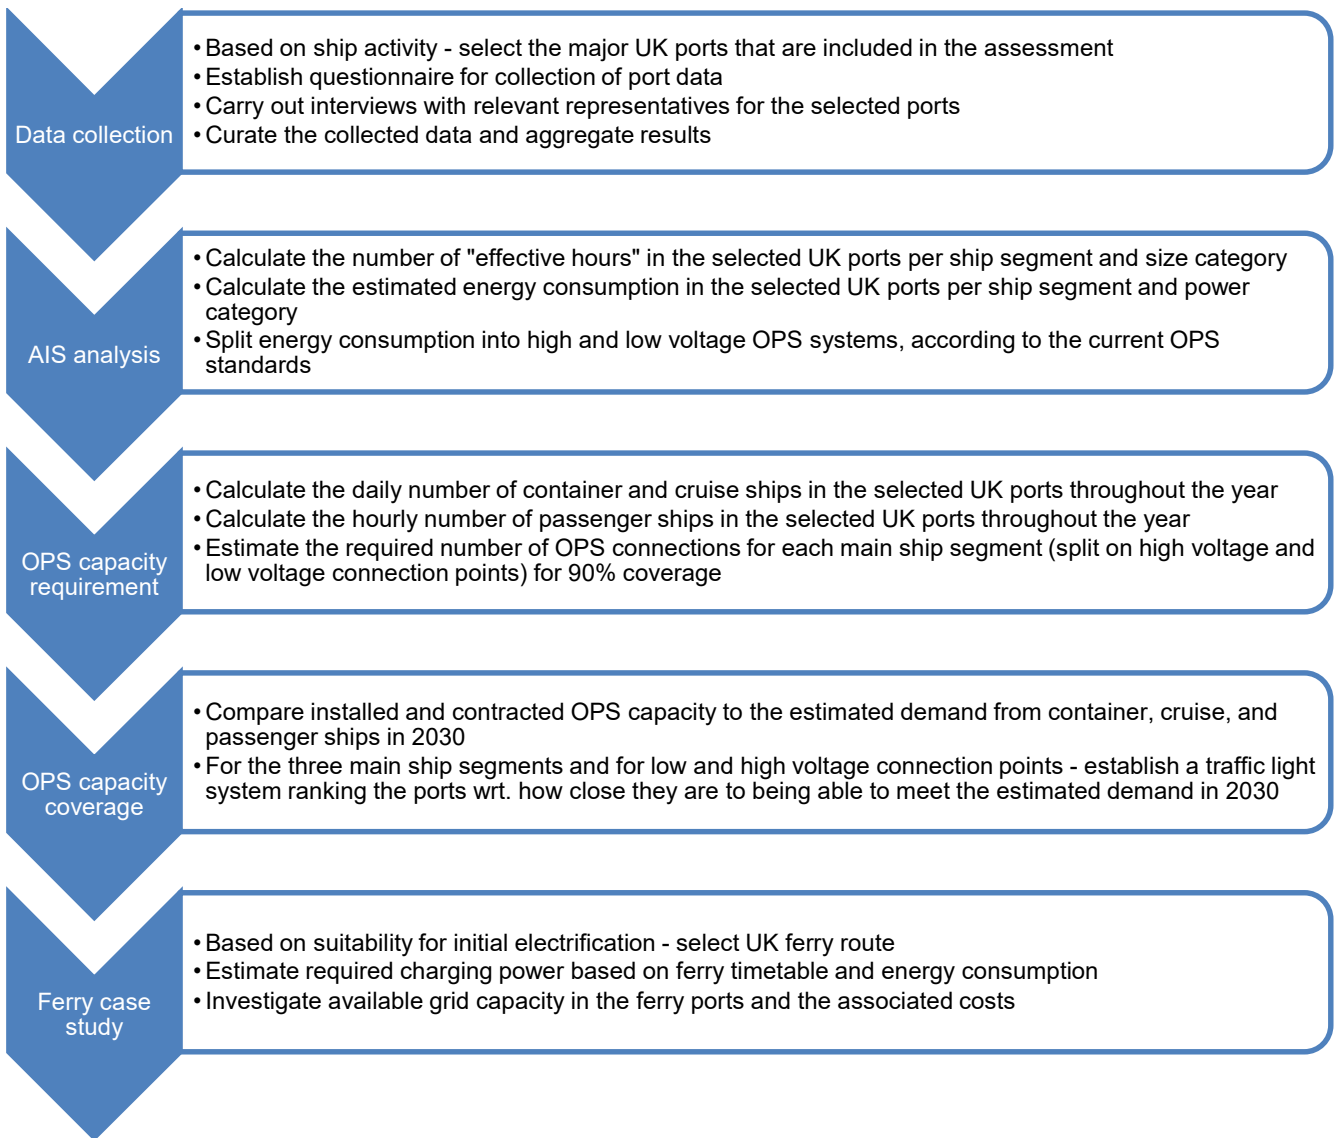 Data collection
• Based on ship activity - select the major UK ports that are included in the assessment
• Establish questionnaire for collection of port data
• Carry out interviews with relevant representatives for the selected ports
• Curate the collected data and aggregate results
AIS analysis
• Calculate the number of "effective hours" in the selected UK ports per ship segment and size category
• Calculate the estimated energy consumption in the selected UK ports per ship segment and power
category
• Split energy consumption into high and low voltage OPS systems, according to the current OPS
standards
OPS capacity
requirement
• Calculate the daily number of container and cruise ships in the selected UK ports throughout the year
• Calculate the hourly number of passenger ships in the selected UK ports throughout the year
• Estimate the required number of OPS connections for each main ship segment (split on high voltage and
low voltage connection points) for 90% coverage
OPS capacity
coverage
• Compare installed and contracted OPS capacity to the estimated demand from container, cruise, and
passenger ships in 2030
• For the three main ship segments and for low and high voltage connection points - establish a traffic light
system ranking the ports wrt. how close they are to being able to meet the estimated demand in 2030
Ferry case
study
• Based on suitability for initial electrification - select UK ferry route
• Estimate required charging power based on ferry timetable and energy consumption
• Investigate available grid capacity in the ferry ports and the associated costs